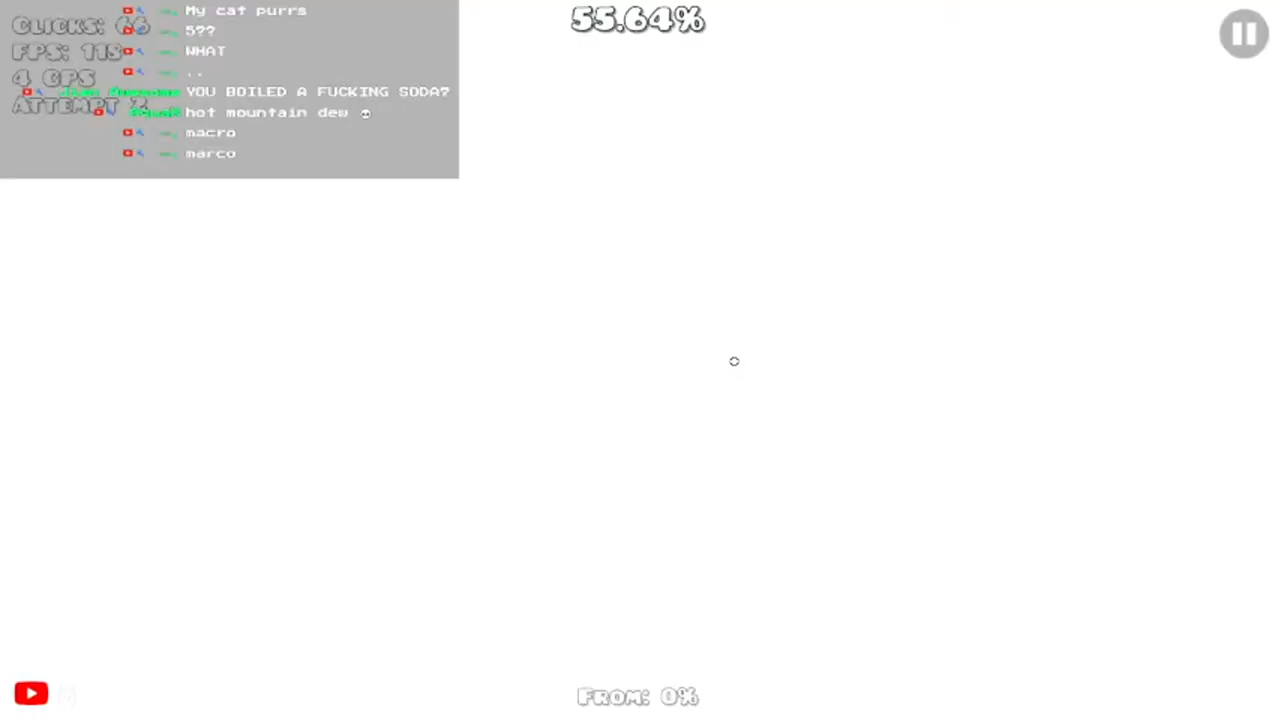 55.64%
CLICKS: 66
FPS: 118
4 CPS
ATTEMPT 2
My cat purrs
5??
WHAT
..
YOU BOILED A FUCKING SODA?
hot mountain dew 💀
macro
marco
FROM: 0%